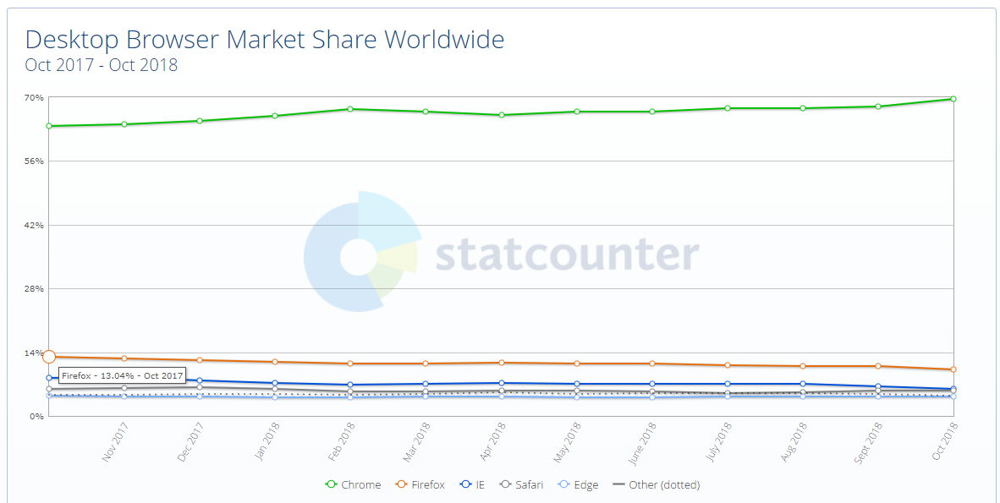 Desktop Browser Market Share Worldwide
Oct 2017 - Oct 2018
70%
56%
42%
28%
14%
0%
statcounter
Firefox - 13.04% - Oct 2017
Nov 2017 Dec 2017 Jan 2018 Feb 2018 Mar 2018 Apr 2018 May 2018 June 2018 July 2018 Aug 2018 Sept 2018 Oct 2018
Chrome Firefox IE Safari Edge Other (dotted)